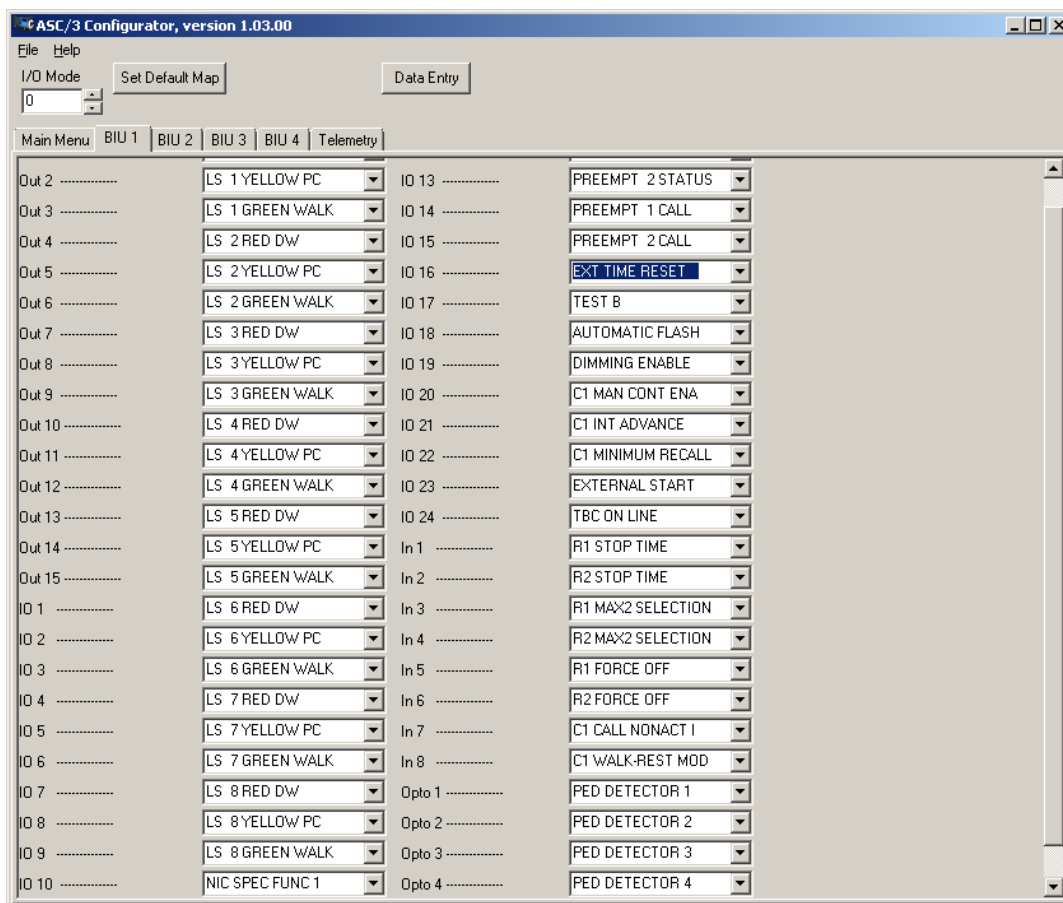 ASC/3 Configurator, version 1.03.00
File Help
I/O Mode
0
Set Default Map
Data Entry
Main Menu BIU 1 BIU 2 BIU 3 BIU 4 Telemetry
Out 2 -------------- LS 1 YELLOW PC IO 13 -------------- PREEMPT 2 STATUS
Out 3 -------------- LS 1 GREEN WALK IO 14 -------------- PREEMPT 1 CALL
Out 4 -------------- LS 2 RED DW IO 15 -------------- PREEMPT 2 CALL
Out 5 -------------- LS 2 YELLOW PC IO 16 -------------- EXT TIME RESET
Out 6 -------------- LS 2 GREEN WALK IO 17 -------------- TEST B
Out 7 -------------- LS 3 RED DW IO 18 -------------- AUTOMATIC FLASH
Out 8 -------------- LS 3 YELLOW PC IO 19 -------------- DIMMING ENABLE
Out 9 -------------- LS 3 GREEN WALK IO 20 -------------- C1 MAN CONT ENA
Out 10 -------------- LS 4 RED DW IO 21 -------------- C1 INT ADVANCE
Out 11 -------------- LS 4 YELLOW PC IO 22 -------------- C1 MINIMUM RECALL
Out 12 -------------- LS 4 GREEN WALK IO 23 -------------- EXTERNAL START
Out 13 -------------- LS 5 RED DW IO 24 -------------- TBC ON LINE
Out 14 -------------- LS 5 YELLOW PC In 1 -------------- R1 STOP TIME
Out 15 -------------- LS 5 GREEN WALK In 2 -------------- R2 STOP TIME
IO 1 -------------- LS 6 RED DW In 3 -------------- R1 MAX2 SELECTION
IO 2 -------------- LS 6 YELLOW PC In 4 -------------- R2 MAX2 SELECTION
IO 3 -------------- LS 6 GREEN WALK In 5 -------------- R1 FORCE OFF
IO 4 -------------- LS 7 RED DW In 6 -------------- R2 FORCE OFF
IO 5 -------------- LS 7 YELLOW PC In 7 -------------- C1 CALL NONACT I
IO 6 -------------- LS 7 GREEN WALK In 8 -------------- C1 WALK-REST MOD
IO 7 -------------- LS 8 RED DW Opto 1 -------------- PED DETECTOR 1
IO 8 -------------- LS 8 YELLOW PC Opto 2 -------------- PED DETECTOR 2
IO 9 -------------- LS 8 GREEN WALK Opto 3 -------------- PED DETECTOR 3
IO 10 -------------- NIC SPEC FUNC 1 Opto 4 -------------- PED DETECTOR 4